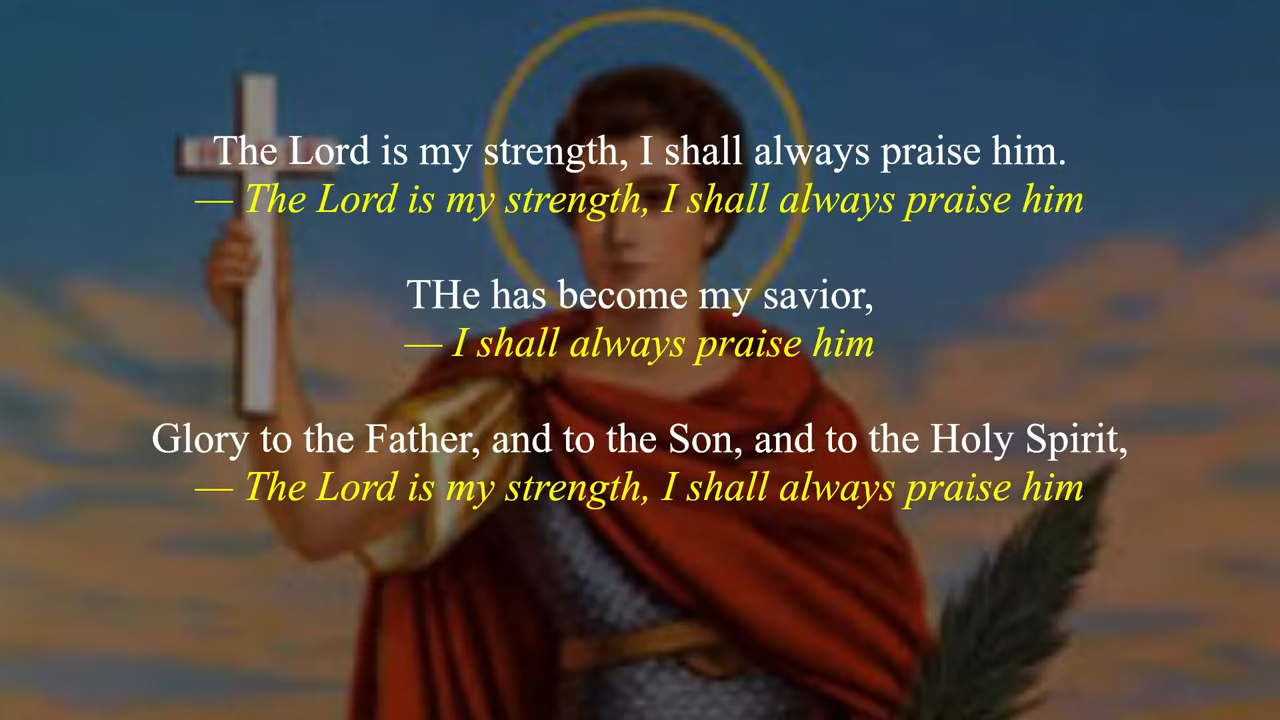 The Lord is my strength, I shall always praise him.
— The Lord is my strength, I shall always praise him
THe has become my savior,
— I shall always praise him
Glory to the Father, and to the Son, and to the Holy Spirit,
— The Lord is my strength, I shall always praise him